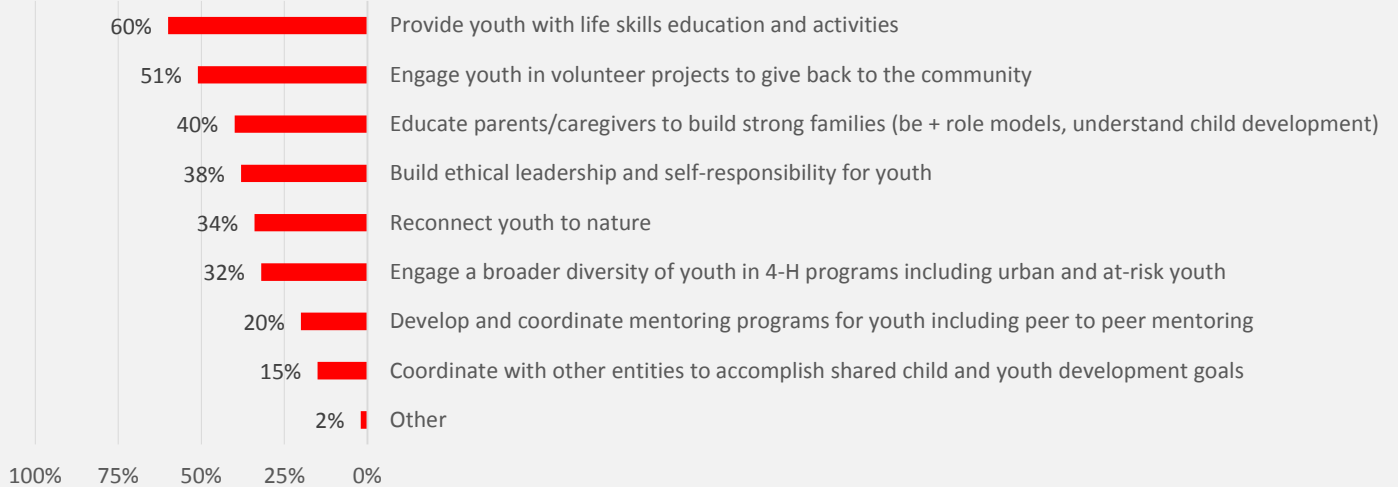 60% Provide youth with life skills education and activities
51% Engage youth in volunteer projects to give back to the community
40% Educate parents/caregivers to build strong families (be + role models, understand child development)
38% Build ethical leadership and self-responsibility for youth
34% Reconnect youth to nature
32% Engage a broader diversity of youth in 4-H programs including urban and at-risk youth
20% Develop and coordinate mentoring programs for youth including peer to peer mentoring
15% Coordinate with other entities to accomplish shared child and youth development goals
2% Other
100% 75% 50% 25% 0%